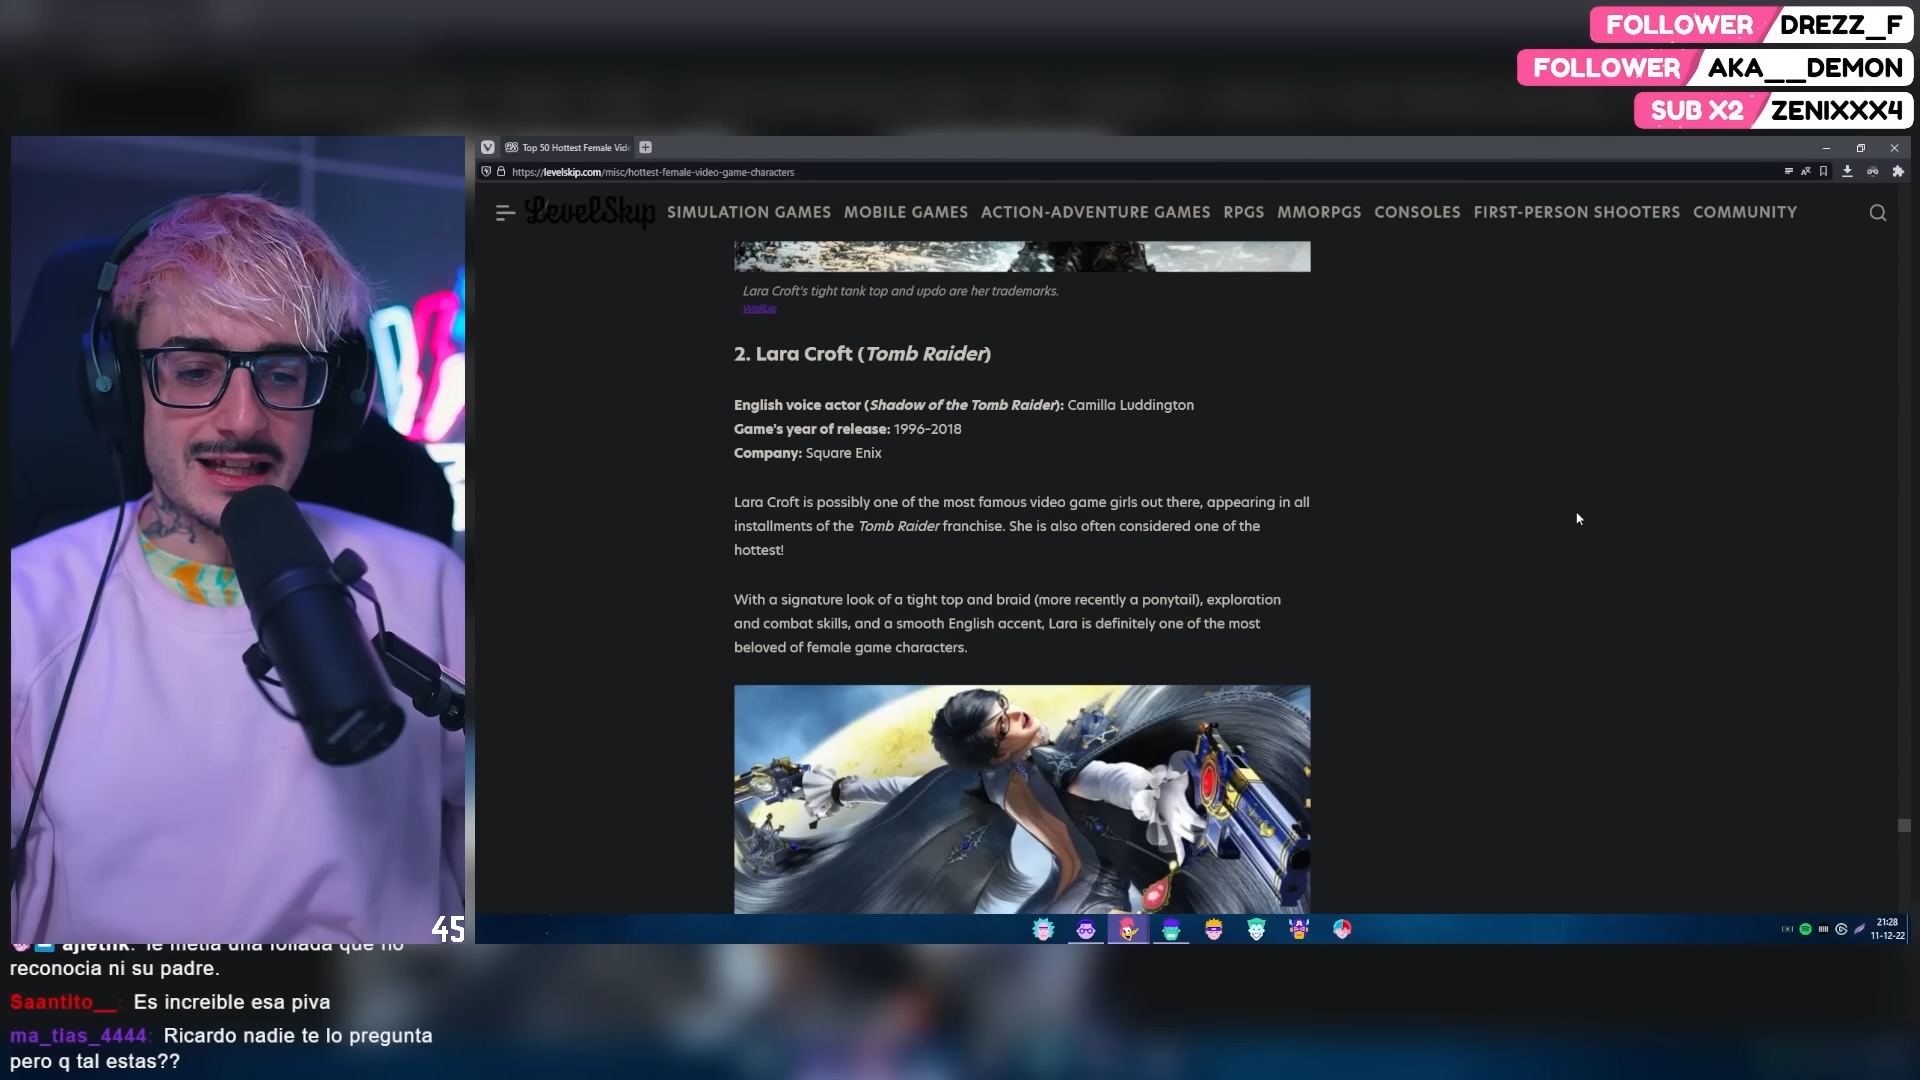 FOLLOWER DREZZ_F
FOLLOWER AKA__DEMON
SUB X2 ZENIXXX4
Top 50 Hottest Female Vid
https://levelskip.com/misc/hottest-female-video-game-characters
LevelSkip SIMULATION GAMES MOBILE GAMES ACTION-ADVENTURE GAMES RPGS MMORPGS CONSOLES FIRST-PERSON SHOOTERS COMMUNITY
Lara Croft's tight tank top and updo are her trademarks.
WallUp
2. Lara Croft (Tomb Raider)
English voice actor (Shadow of the Tomb Raider): Camilla Luddington
Game's year of release: 1996–2018
Company: Square Enix
Lara Croft is possibly one of the most famous video game girls out there, appearing in all
installments of the Tomb Raider franchise. She is also often considered one of the
hottest!
With a signature look of a tight top and braid (more recently a ponytail), exploration
and combat skills, and a smooth English accent, Lara is definitely one of the most
beloved of female game characters.
45
21:28
11-12-22
ajietiik: Te metia una follada que no
reconocia ni su padre.
Saantito__: Es increible esa piva
ma_tias_4444: Ricardo nadie te lo pregunta
pero q tal estas??